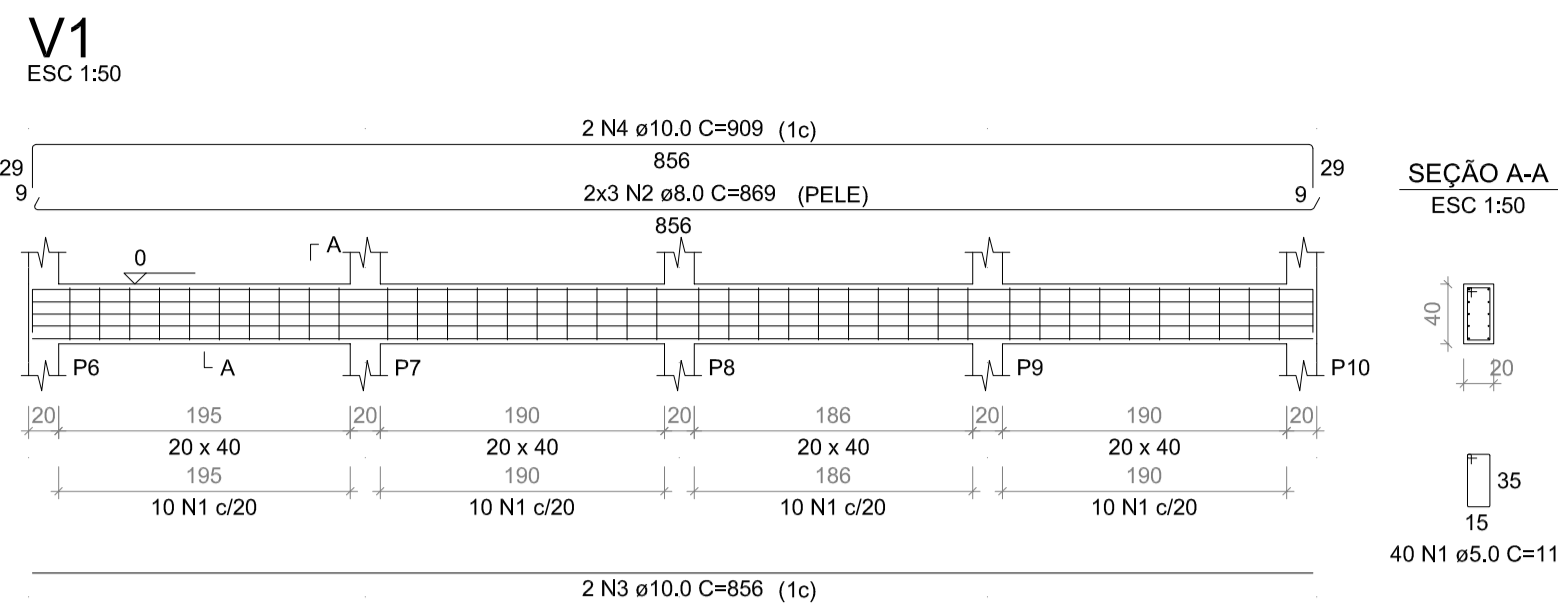 V1
ESC 1:50
2 N4 ø10.0 C=909 (1c)
29 856 29
9 2x3 N2 ø8.0 C=869 (PELE) 9
856
SEÇÃO A-A
ESC 1:50
A
0
40
P6 A P7 P8 P9 P10
20
20 195 20 190 20 186 20 190 20
20 x 40 20 x 40 20 x 40 20 x 40
195 190 186 190
10 N1 c/20 10 N1 c/20 10 N1 c/20 10 N1 c/20
35
15
40 N1 ø5.0 C=11
2 N3 ø10.0 C=856 (1c)